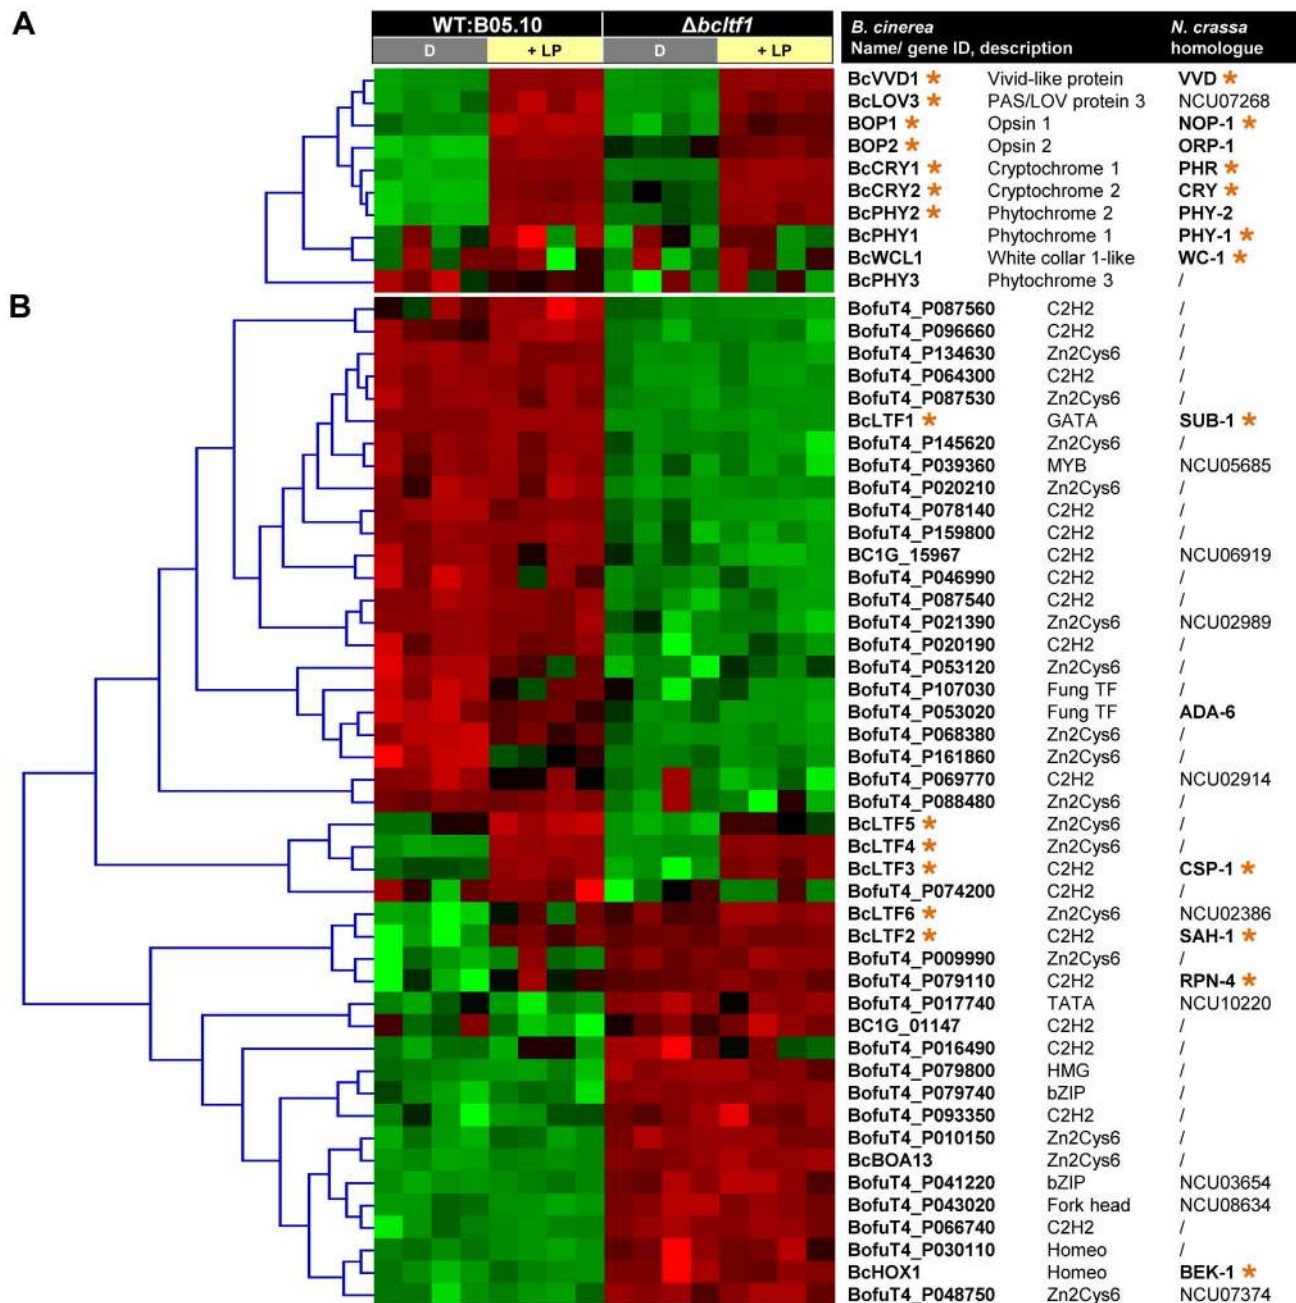 A
WT:B05.10 Δbcltf1
D + LP D + LP
B. cinerea N. crassa
Name/ gene ID, description homologue
BcVVD1 * Vivid-like protein VVD *
BcLOV3 * PAS/LOV protein 3 NCU07268
BOP1 * Opsin 1 NOP-1 *
BOP2 * Opsin 2 ORP-1
BcCRY1 * Cryptochrome 1 PHR *
BcCRY2 * Cryptochrome 2 CRY *
BcPHY2 * Phytochrome 2 PHY-2
BcPHY1 Phytochrome 1 PHY-1 *
BcWCL1 White collar 1-like WC-1 *
BcPHY3 Phytochrome 3 /
B
BofuT4_P087560 C2H2 /
BofuT4_P096660 C2H2 /
BofuT4_P134630 Zn2Cys6 /
BofuT4_P064300 C2H2 /
BofuT4_P087530 Zn2Cys6 /
BcLTF1 * GATA SUB-1 *
BofuT4_P145620 Zn2Cys6 /
BofuT4_P039360 MYB NCU05685
BofuT4_P020210 Zn2Cys6 /
BofuT4_P078140 C2H2 /
BofuT4_P159800 C2H2 /
BC1G_15967 C2H2 NCU06919
BofuT4_P046990 C2H2 /
BofuT4_P087540 C2H2 /
BofuT4_P021390 Zn2Cys6 NCU02989
BofuT4_P020190 C2H2 /
BofuT4_P053120 Zn2Cys6 /
BofuT4_P107030 Fung TF /
BofuT4_P053020 Fung TF ADA-6
BofuT4_P068380 Zn2Cys6 /
BofuT4_P161860 Zn2Cys6 /
BofuT4_P069770 C2H2 NCU02914
BofuT4_P088480 Zn2Cys6 /
BcLTF5 * Zn2Cys6 /
BcLTF4 * Zn2Cys6 /
BcLTF3 * C2H2 CSP-1 *
BofuT4_P074200 C2H2 /
BcLTF6 * Zn2Cys6 NCU02386
BcLTF2 * C2H2 SAH-1 *
BofuT4_P009990 Zn2Cys6 /
BofuT4_P079110 C2H2 RPN-4 *
BofuT4_P017740 TATA NCU10220
BC1G_01147 C2H2 /
BofuT4_P016490 C2H2 /
BofuT4_P079800 HMG /
BofuT4_P079740 bZIP /
BofuT4_P093350 C2H2 /
BofuT4_P010150 Zn2Cys6 /
BcBOA13 Zn2Cys6 /
BofuT4_P041220 bZIP NCU03654
BofuT4_P043020 Fork head NCU08634
BofuT4_P066740 C2H2 /
BofuT4_P030110 Homeo /
BcHOX1 Homeo BEK-1 *
BofuT4_P048750 Zn2Cys6 NCU07374